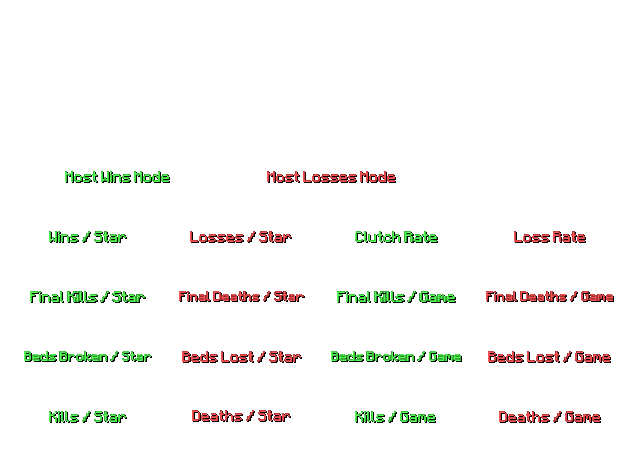 Most Wins Mode Most Losses Mode
Wins / Star Losses / Star Clutch Rate Loss Rate
Final Kills / Star Final Deaths / Star Final Kills / Game Final Deaths / Game
Beds Broken / Star Beds Lost / Star Beds Broken / Game Beds Lost / Game
Kills / Star Deaths / Star Kills / Game Deaths / Game